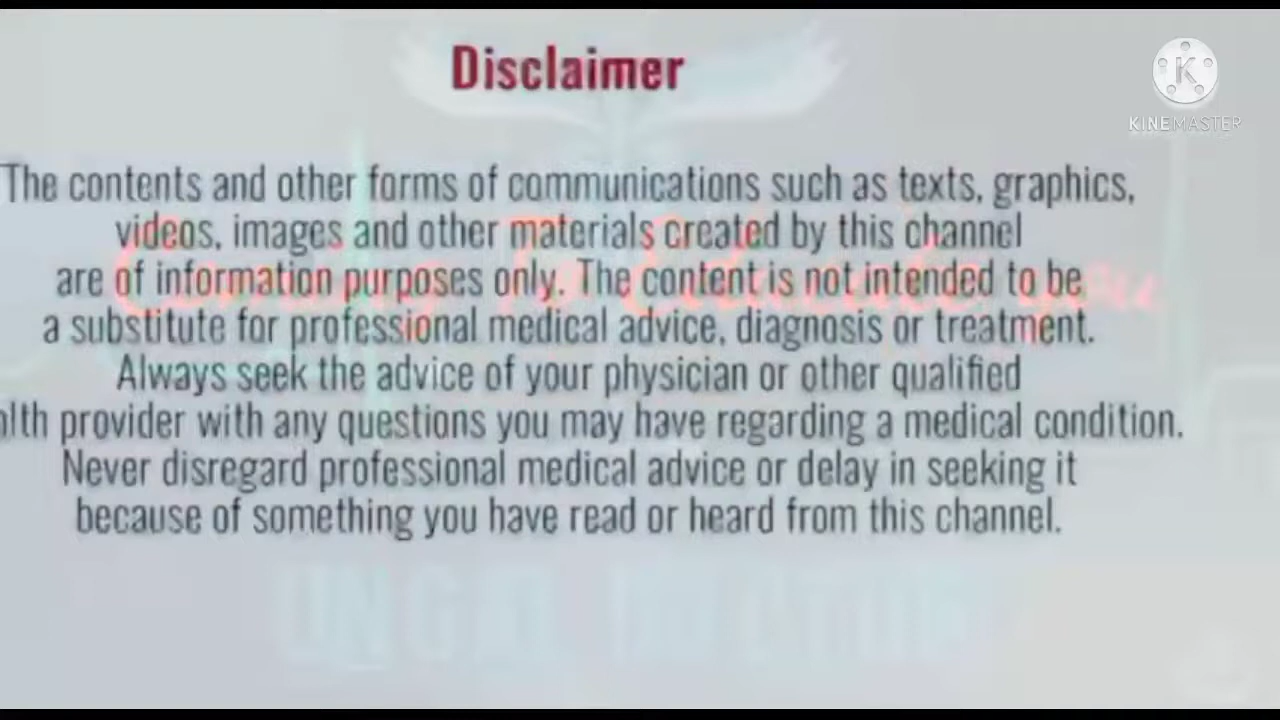 Disclaimer
KINEMASTER
The contents and other forms of communications such as texts, graphics,
videos, images and other materials created by this channel
are of information purposes only. The content is not intended to be
a substitute for professional medical advice, diagnosis or treatment.
Always seek the advice of your physician or other qualified
alth provider with any questions you may have regarding a medical condition.
Never disregard professional medical advice or delay in seeking it
because of something you have read or heard from this channel.
UNGAL DOCTOR